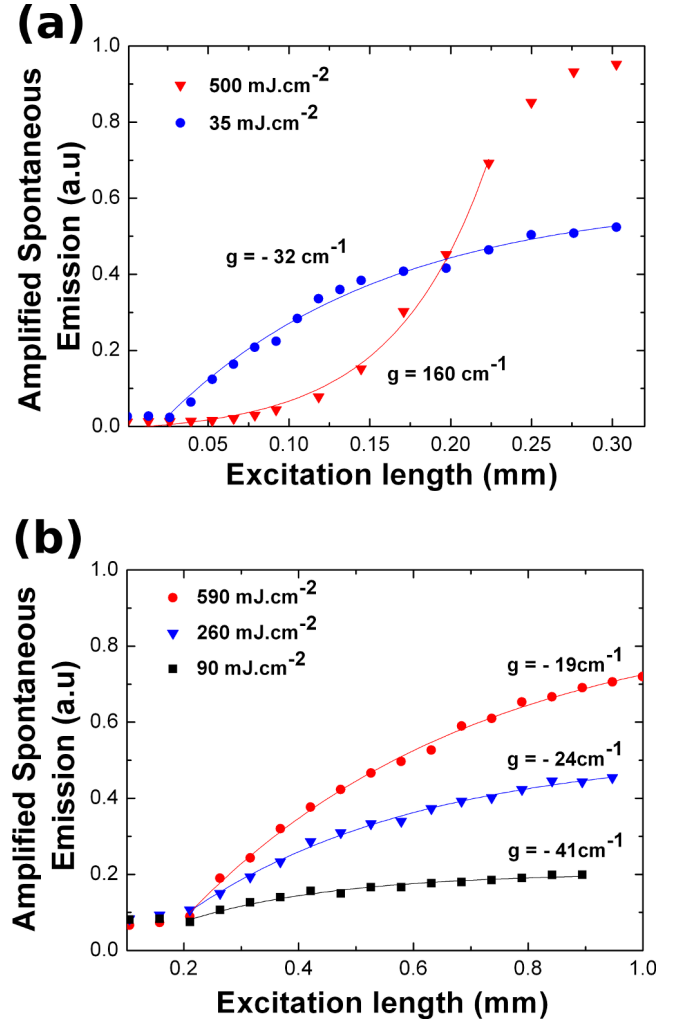 (a)
1.0
0.8
0.6
0.4
0.2
0.0
Amplified Spontaneous
Emission (a.u)
500 mJ.cm-2
35 mJ.cm-2
g = - 32 cm-1
g = 160 cm-1
0.05 0.10 0.15 0.20 0.25 0.30
Excitation length (mm)
(b)
1.0
0.8
0.6
0.4
0.2
0.0
Amplified Spontaneous
Emission (a.u)
590 mJ.cm-2
260 mJ.cm-2
90 mJ.cm-2
g = - 19cm-1
g = - 24cm-1
g = - 41cm-1
0.2 0.4 0.6 0.8 1.0
Excitation length (mm)